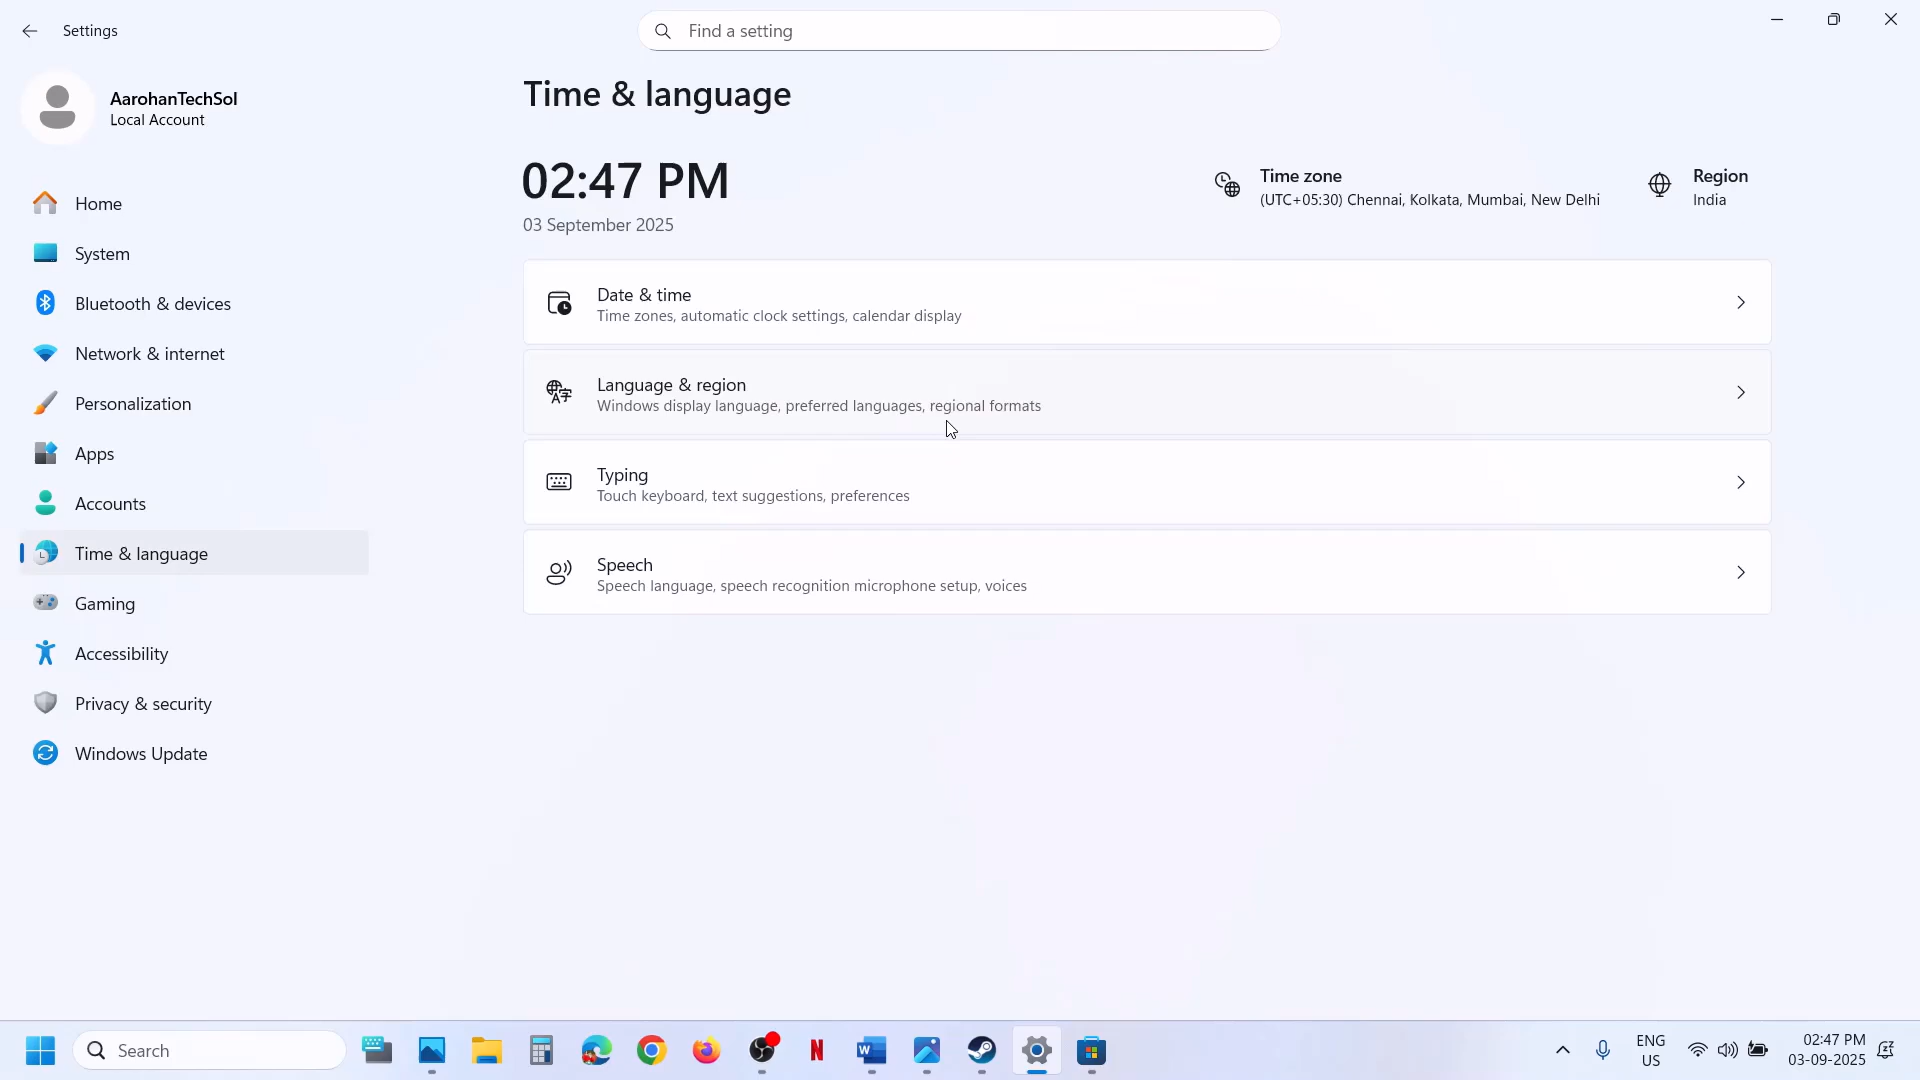 Settings
Find a setting
AarohanTechSol
Local Account
Home
System
Bluetooth & devices
Network & internet
Personalization
Apps
Accounts
Time & language
Gaming
Accessibility
Privacy & security
Windows Update
Time & language
02:47 PM
03 September 2025
Time zone
(UTC+05:30) Chennai, Kolkata, Mumbai, New Delhi
Region
India
Date & time
Time zones, automatic clock settings, calendar display
Language & region
Windows display language, preferred languages, regional formats
Typing
Touch keyboard, text suggestions, preferences
Speech
Speech language, speech recognition microphone setup, voices
Search
ENG
US
02:47 PM
03-09-2025